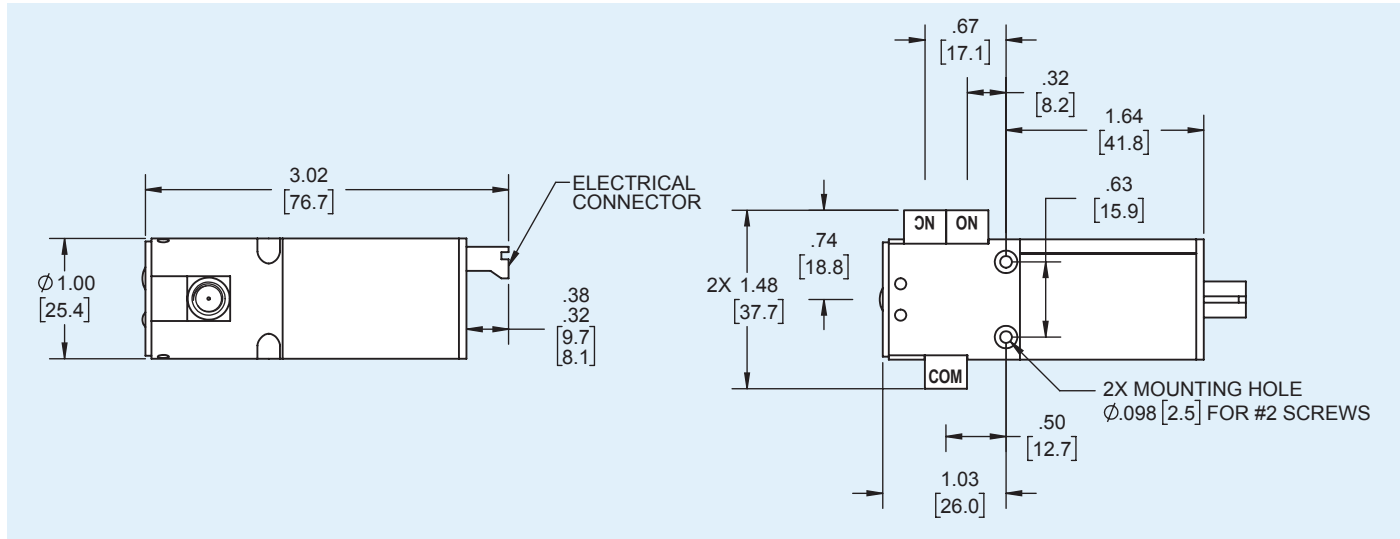 3.02
[76.7]
ELECTRICAL
CONNECTOR
Ø1.00
[25.4]
.38
.32
[9.7]
[8.1]
.67
[17.1]
.32
[8.2]
1.64
[41.8]
.63
[15.9]
NC NO
.74
[18.8]
2X 1.48
[37.7]
COM
2X MOUNTING HOLE
Ø.098 [2.5] FOR #2 SCREWS
.50
[12.7]
1.03
[26.0]